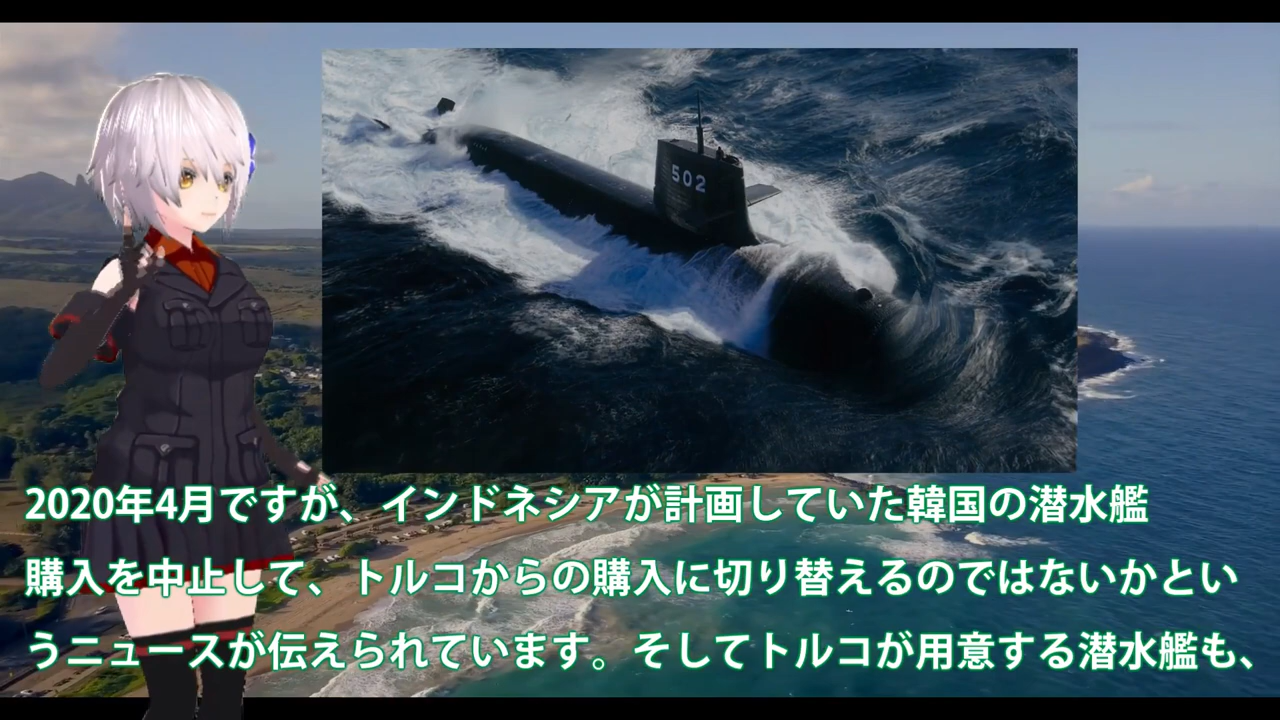 502
2020年4月ですが、インドネシアが計画していた韓国の潜水艦
購入を中止して、トルコからの購入に切り替えるのではないかとい
うニュースが伝えられています。そしてトルコが用意する潜水艦も、